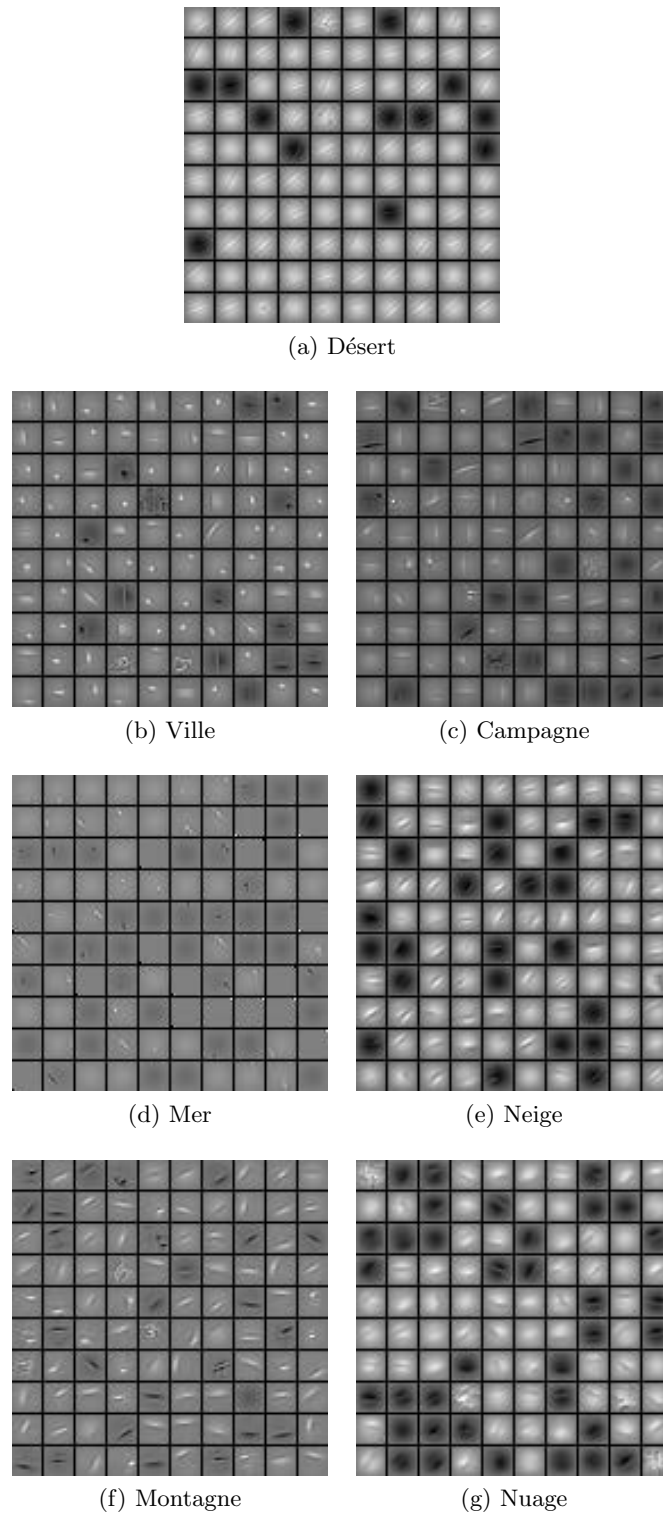 (a) Désert
(b) Ville
(c) Campagne
(d) Mer
(e) Neige
(f) Montagne
(g) Nuage